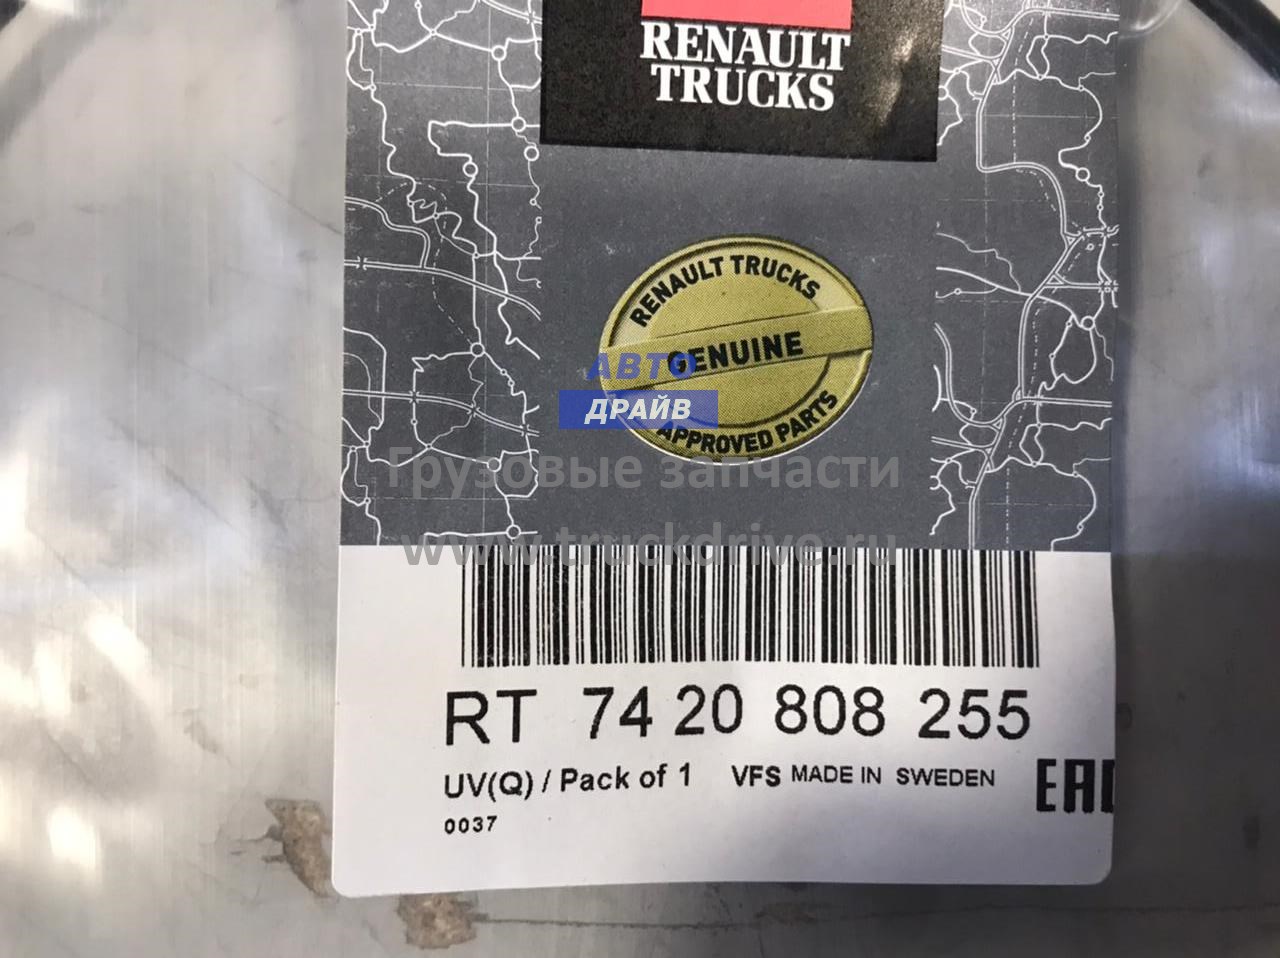 RENAULT
TRUCKS
RENAULT TRUCKS
GENUINE
APPROVED PARTS
АВТО
ДРАЙВ
Грузовые запчасти
www.truckdrive.ru
RT 74 20 808 255
UV(Q) / Pack of 1 VFS MADE IN SWEDEN
EAC
0037